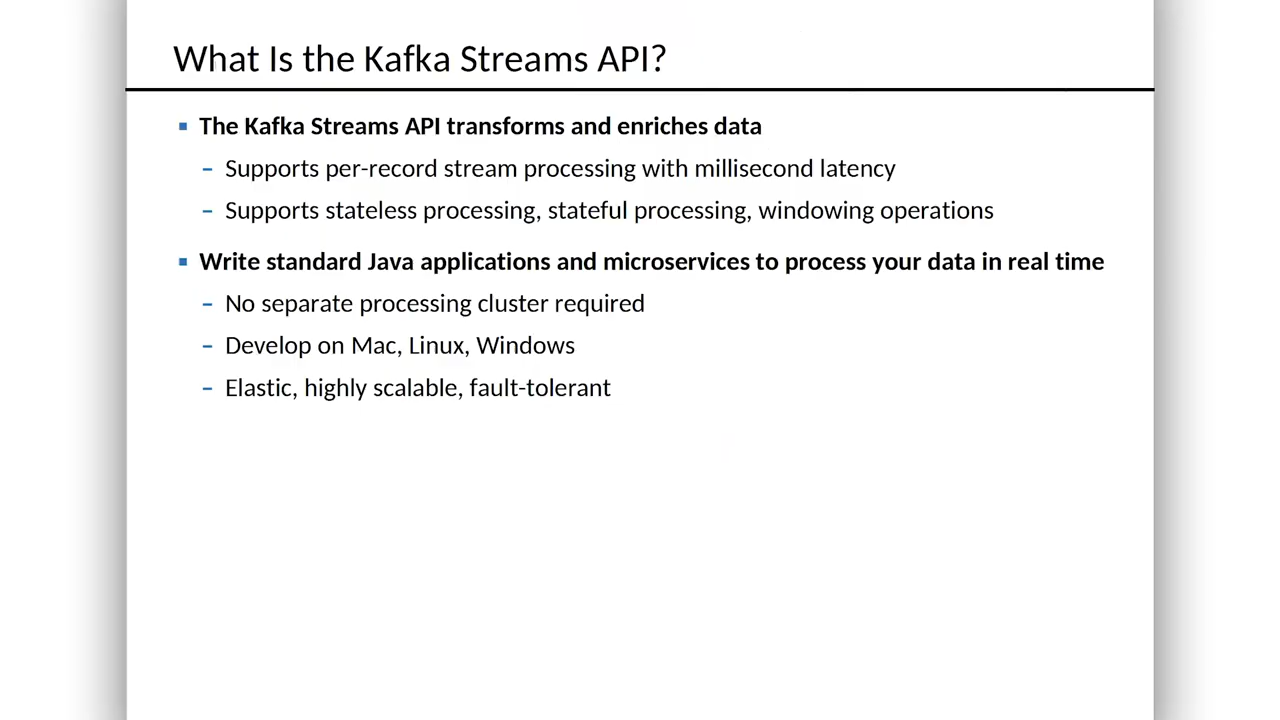 What Is the Kafka Streams API?
▪ The Kafka Streams API transforms and enriches data
– Supports per-record stream processing with millisecond latency
– Supports stateless processing, stateful processing, windowing operations
▪ Write standard Java applications and microservices to process your data in real time
– No separate processing cluster required
– Develop on Mac, Linux, Windows
– Elastic, highly scalable, fault-tolerant